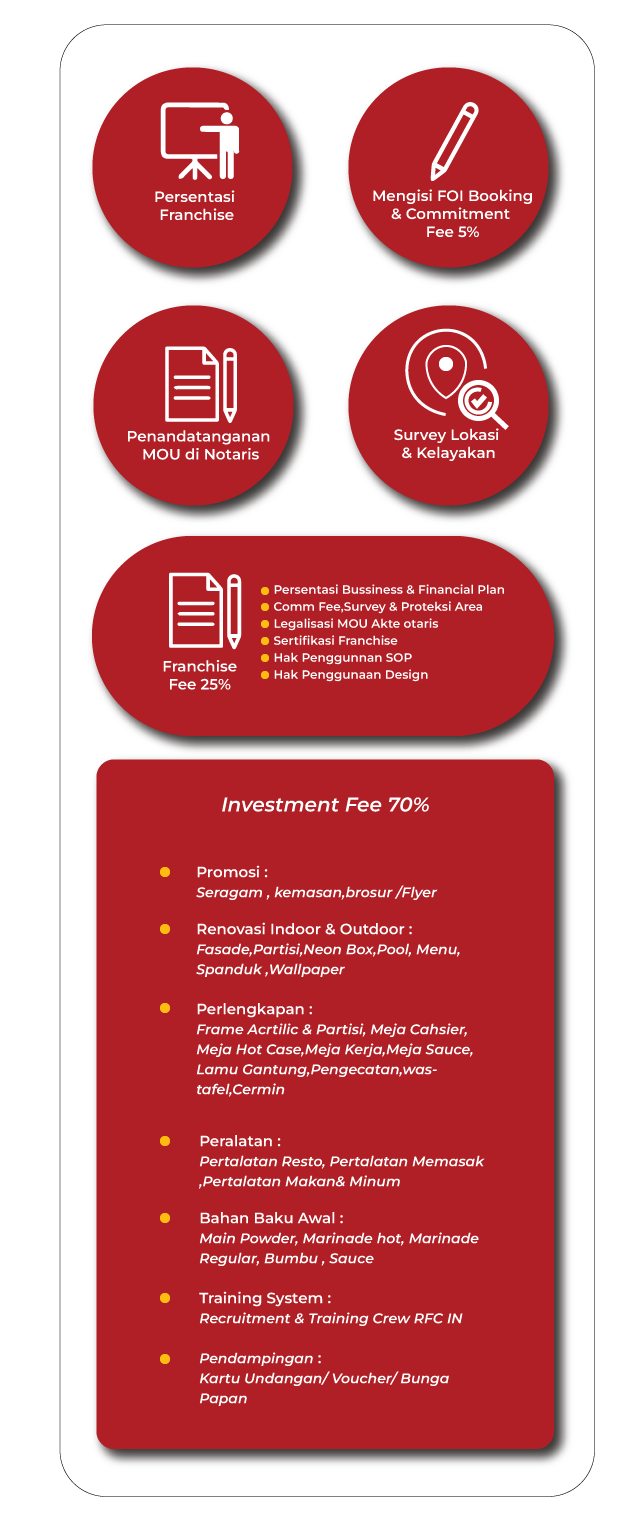 Persentasi
Franchise
Mengisi FOI Booking
& Commitment
Fee 5%
Penandatanganan
MOU di Notaris
Survey Lokasi
& Kelayakan
Franchise
Fee 25%
Persentasi Bussiness & Financial Plan
Comm Fee,Survey & Proteksi Area
Legalisasi MOU Akte otaris
Sertifikasi Franchise
Hak Penggunnan SOP
Hak Penggunaan Design
Investment Fee 70%
Promosi :
Seragam , kemasan,brosur /Flyer
Renovasi Indoor & Outdoor :
Fasade,Partisi,Neon Box,Pool, Menu,
Spanduk ,Wallpaper
Perlengkapan :
Frame Acrtilic & Partisi, Meja Cahsier,
Meja Hot Case,Meja Kerja,Meja Sauce,
Lamu Gantung,Pengecatan,was-
tafel,Cermin
Peralatan :
Pertalatan Resto, Pertalatan Memasak
,Pertalatan Makan& Minum
Bahan Baku Awal :
Main Powder, Marinade hot, Marinade
Regular, Bumbu , Sauce
Training System :
Recruitment & Training Crew RFC IN
Pendampingan :
Kartu Undangan/ Voucher/ Bunga
Papan